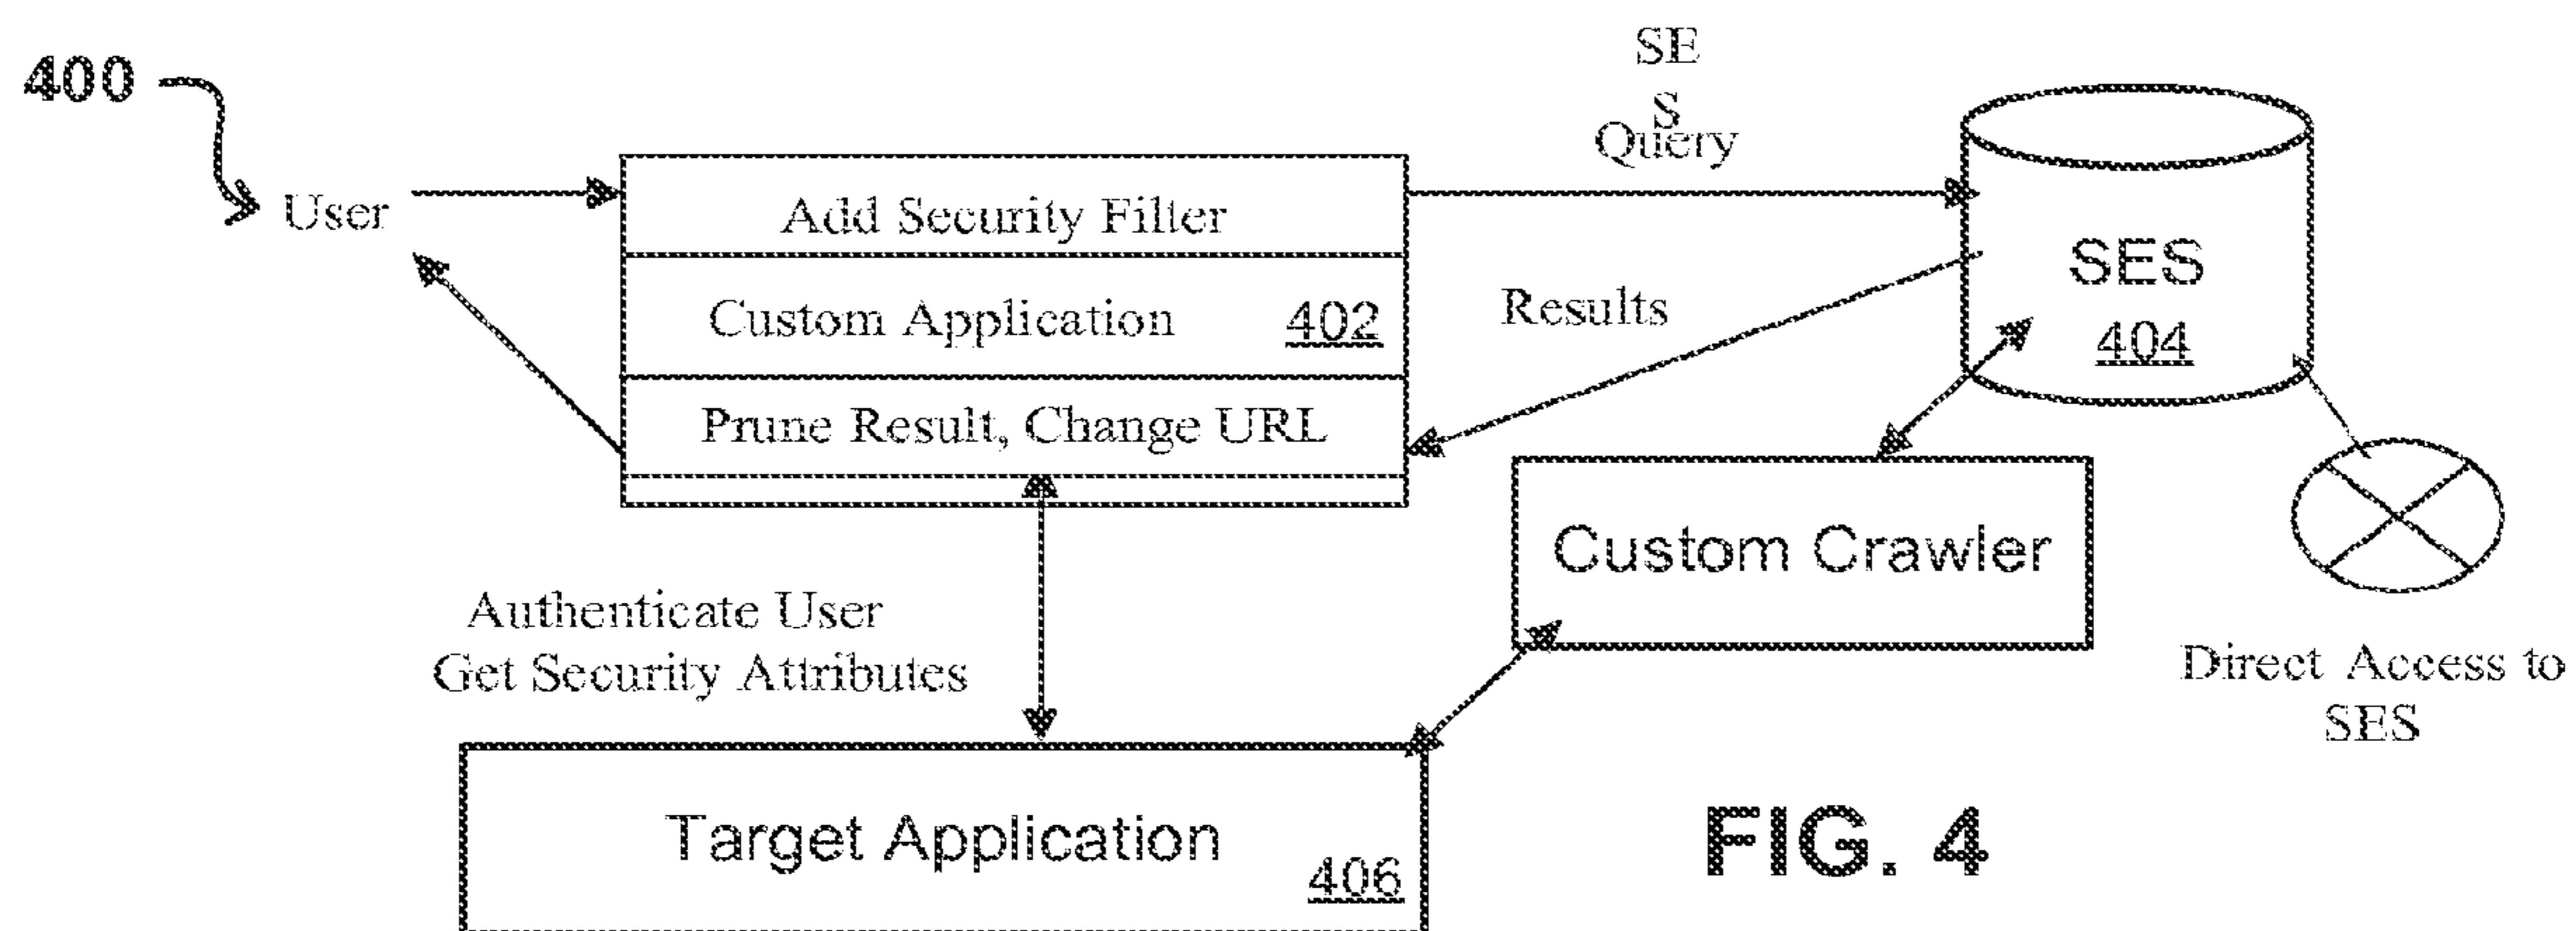 400
User
Add Security Filter
Custom Application 402
Prune Result, Change URL
SE
S
Query
Results
SES
404
Custom Crawler
Direct Access to
SES
Authenticate User
Get Security Attributes
Target Application
406
FIG. 4